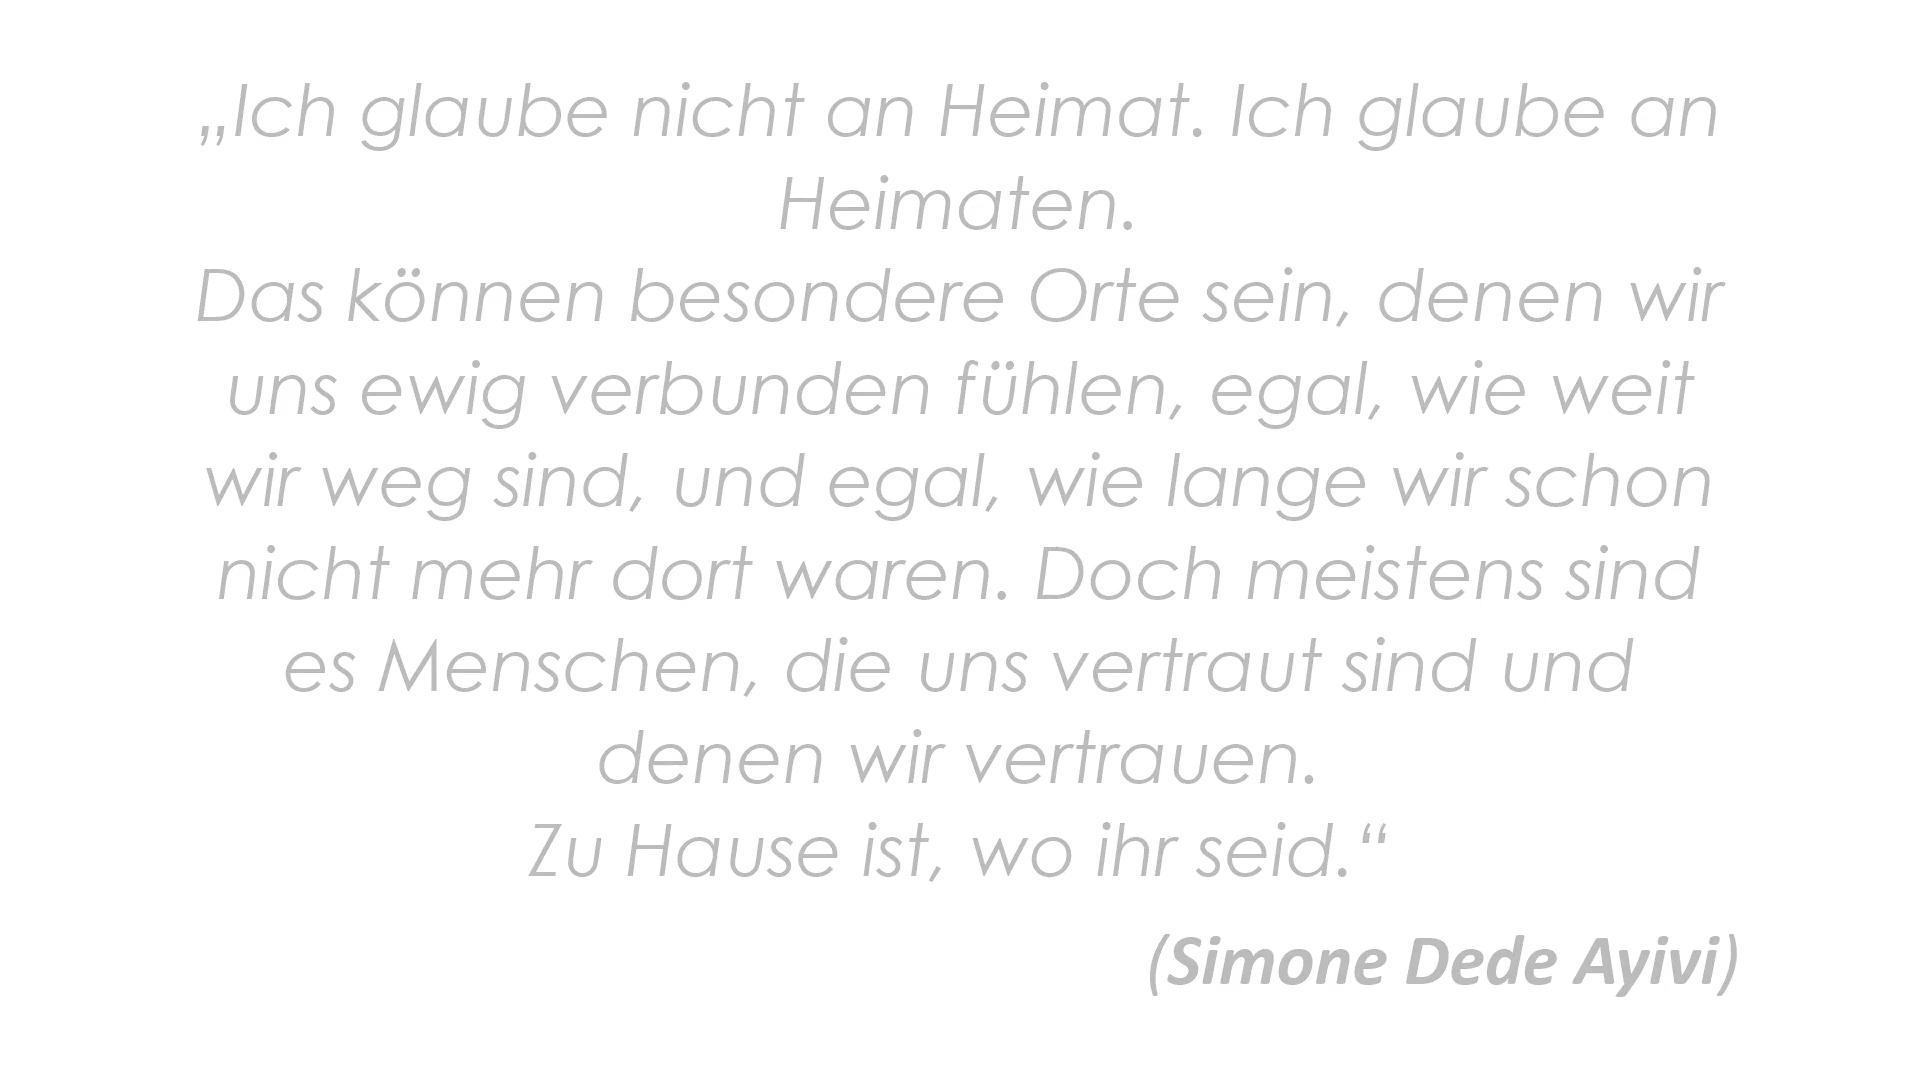 „Ich glaube nicht an Heimat. Ich glaube an
Heimaten.
Das können besondere Orte sein, denen wir
uns ewig verbunden fühlen, egal, wie weit
wir weg sind, und egal, wie lange wir schon
nicht mehr dort waren. Doch meistens sind
es Menschen, die uns vertraut sind und
denen wir vertrauen.
Zu Hause ist, wo ihr seid.“
(Simone Dede Ayivi)